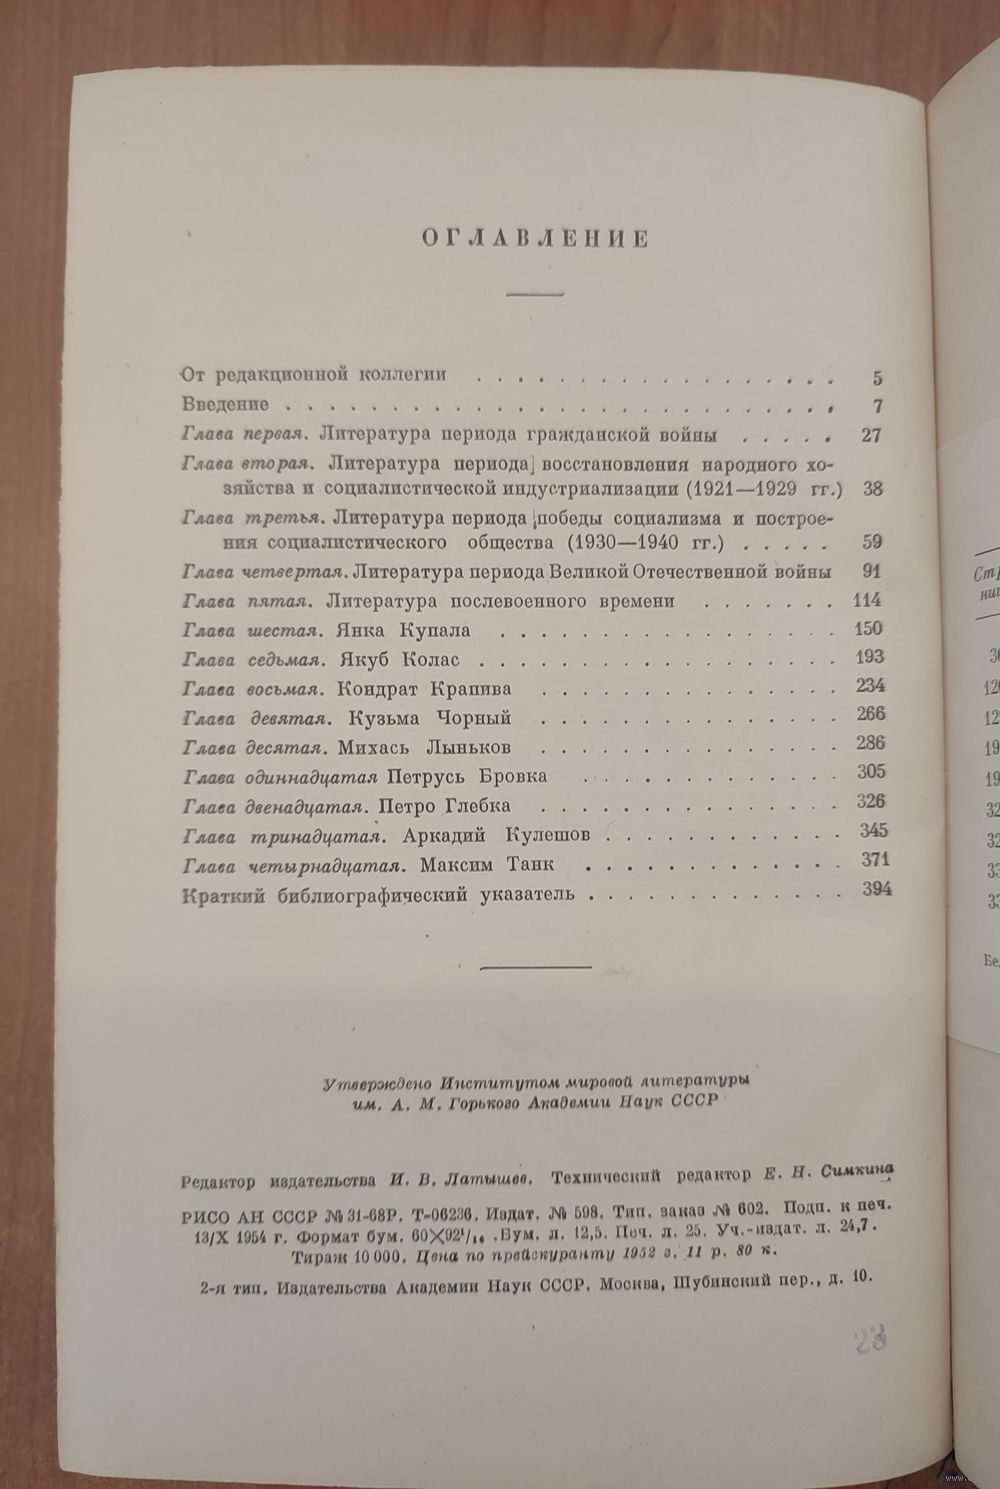 ОГЛАВЛЕНИЕ
От редакционной коллегии . . . . . . . . . . . . . . . . . . 5
Введение . . . . . . . . . . . . . . . . . . . . 7
Глава первая. Литература периода гражданской войны . . . . . 27
Глава вторая. Литература периода восстановления народного хо-
зяйства и социалистической индустриализации (1921—1929 гг.) 38
Глава третья. Литература периода победы социализма и построе-
ния социалистического общества (1930—1940 гг.) . . . . . 59
Глава четвертая. Литература периода Великой Отечественной войны 91
Глава пятая. Литература послевоенного времени . . . . . . . 114
Глава шестая. Янка Купала . . . . . . . . . . . . . 150
Глава седьмая. Якуб Колас . . . . . . . . . . . . . 193
Глава восьмая. Кондрат Крапива . . . . . . . . . . . 234
Глава девятая. Кузьма Чорный . . . . . . . . . . . 266
Глава десятая. Михась Лыньков . . . . . . . . . . . 286
Глава одиннадцатая Петрусь Бровка . . . . . . . . . . 305
Глава двенадцатая. Петро Глебка . . . . . . . . . . . 326
Глава тринадцатая. Аркадий Кулешов . . . . . . . . . 345
Глава четырнадцатая. Максим Танк . . . . . . . . . . 371
Краткий библиографический указатель . . . . . . . . . . 394
Утверждено Институтом мировой литературы
им. А. М. Горьково Академии Наук СССР
Редактор издательства И. В. Латышев. Технический редактор Е. Н. Симкина
РИСО АН СССР № 31-68Р. Т-06236. Издат. № 598. Тип. заказ № 602. Подп. к печ.
13/X 1954 г. Формат бум. 60×92¹/₁₆. Бум. л. 12,5. Печ. л. 25. Уч.-издат. л. 24,7.
Тираж 10 000. Цена по прейскуранту 1952 г. 11 р. 80 к.
2-я тип. Издательства Академии Наук СССР. Москва, Шубинский пер., д. 10.
23